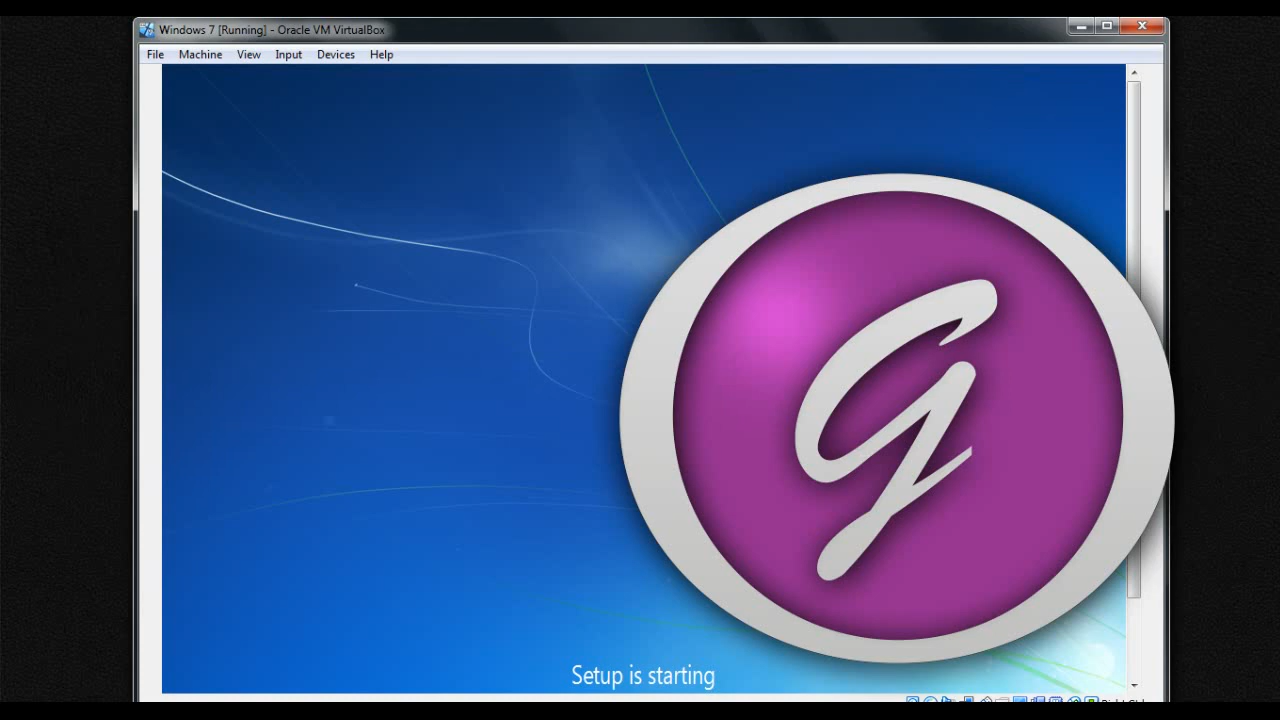 Windows 7 [Running] - Oracle VM VirtualBox
File Machine View Input Devices Help
g
Setup is starting